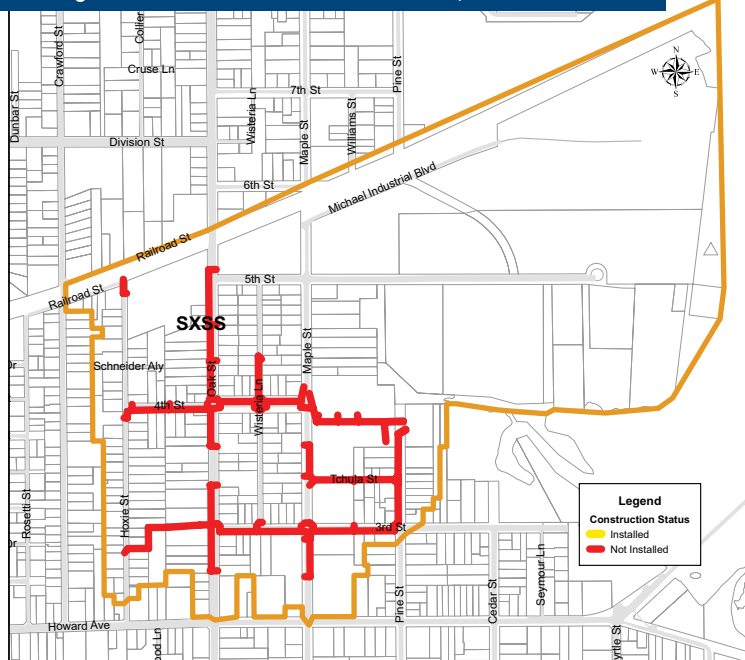 Crawford St
Collier
Cruse Ln
Dunbar St
Wisteria Ln
7th St
Pine St
N
W
E
S
Division St
Maple St
Williams St
6th St
Michael Industrial Blvd
Railroad St
Railroad St
5th St
SXSS
Schneider Aly
Oak St
Maple St
4th St
Wisteria Ln
Tchula St
Rosetti St
Hoxie St
3rd St
Legend
Construction Status
Installed
Not Installed
Howard Ave
Pine St
Cedar St
Seymour Ln